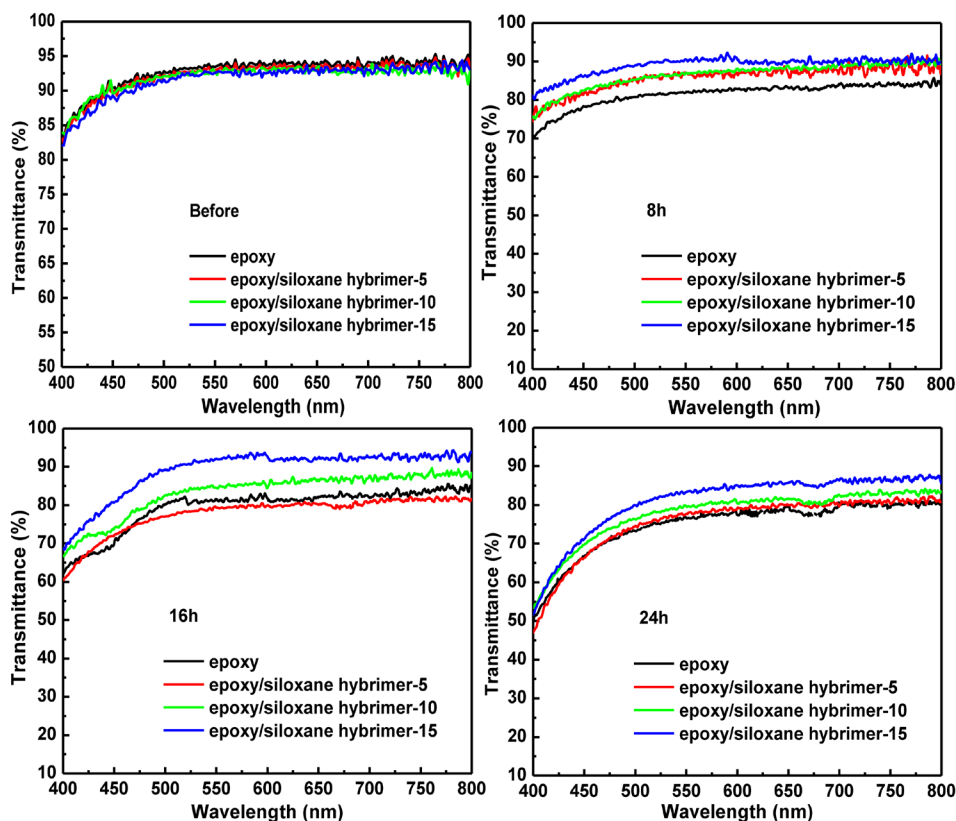 Transmittance (%)
100
95
90
85
80
75
70
65
60
55
50
Before
epoxy
epoxy/siloxane hybrimer-5
epoxy/siloxane hybrimer-10
epoxy/siloxane hybrimer-15
400 450 500 550 600 650 700 750 800
Wavelength (nm)
Transmittance (%)
100
90
80
70
60
50
40
30
20
10
8h
epoxy
epoxy/siloxane hybrimer-5
epoxy/siloxane hybrimer-10
epoxy/siloxane hybrimer-15
400 450 500 550 600 650 700 750 800
Wavelength (nm)
Transmittance (%)
100
90
80
70
60
50
40
30
20
10
16h
epoxy
epoxy/siloxane hybrimer-5
epoxy/siloxane hybrimer-10
epoxy/siloxane hybrimer-15
400 450 500 550 600 650 700 750 800
Wavelength (nm)
Transmittance (%)
100
90
80
70
60
50
40
30
20
10
24h
epoxy
epoxy/siloxane hybrimer-5
epoxy/siloxane hybrimer-10
epoxy/siloxane hybrimer-15
400 450 500 550 600 650 700 750 800
Wavelength (nm)